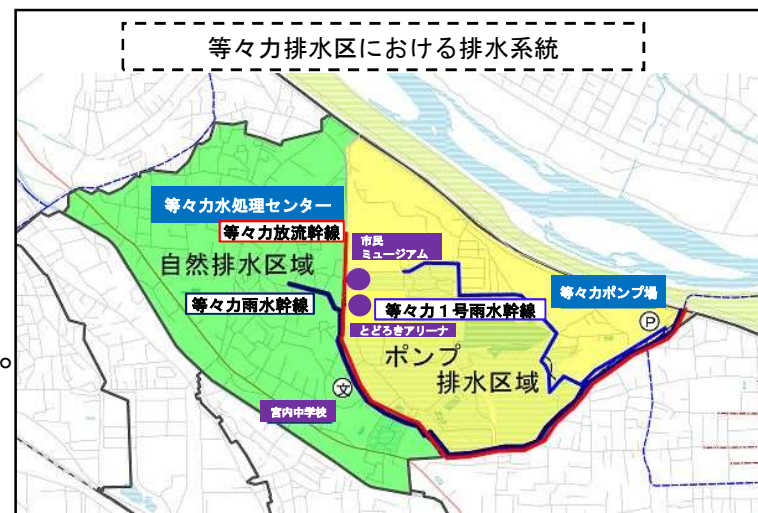 等々力排水区における排水系統
等々力水処理センター
等々力放流幹線
市民
ミュージアム
自然排水区域
等々力ポンプ場
等々力雨水幹線
等々力1号雨水幹線
P
とどろきアリーナ
ポンプ
排水区域
文
宮内中学校
。